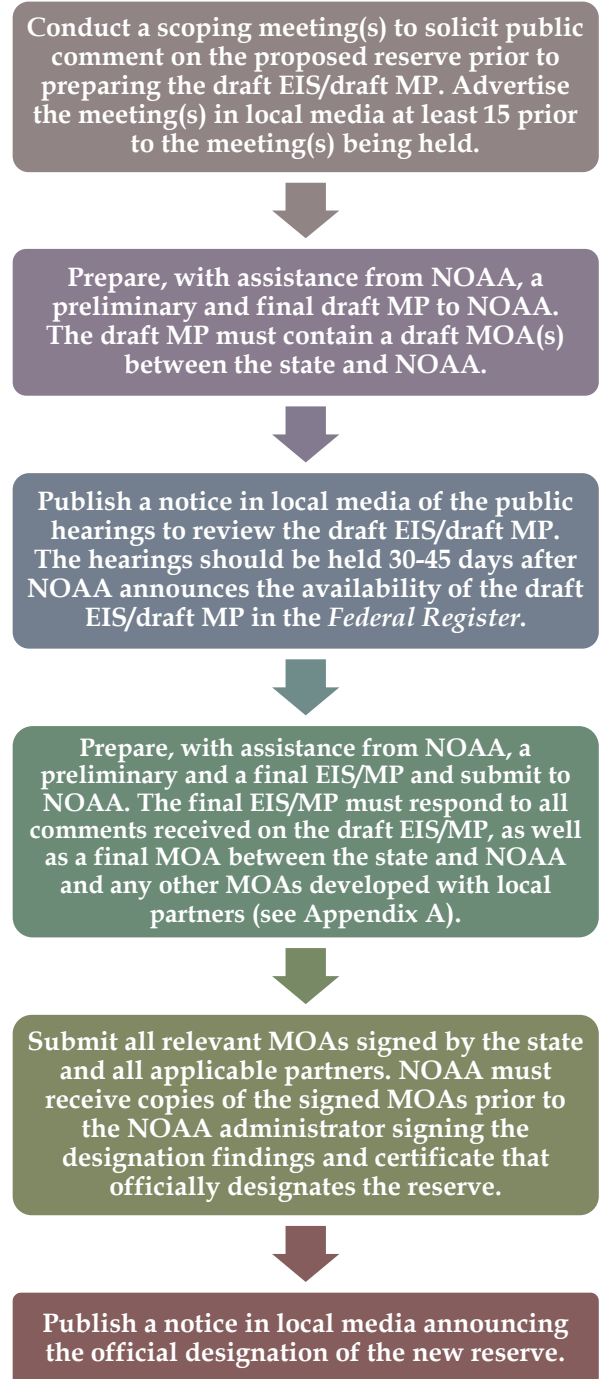 Conduct a scoping meeting(s) to solicit public
comment on the proposed reserve prior to
preparing the draft EIS/draft MP. Advertise
the meeting(s) in local media at least 15 prior
to the meeting(s) being held.
Prepare, with assistance from NOAA, a
preliminary and final draft MP to NOAA.
The draft MP must contain a draft MOA(s)
between the state and NOAA.
Publish a notice in local media of the public
hearings to review the draft EIS/draft MP.
The hearings should be held 30-45 days after
NOAA announces the availability of the draft
EIS/draft MP in the Federal Register.
Prepare, with assistance from NOAA, a
preliminary and a final EIS/MP and submit to
NOAA. The final EIS/MP must respond to all
comments received on the draft EIS/MP, as well
as a final MOA between the state and NOAA
and any other MOAs developed with local
partners (see Appendix A).
Submit all relevant MOAs signed by the state
and all applicable partners. NOAA must
receive copies of the signed MOAs prior to
the NOAA administrator signing the
designation findings and certificate that
officially designates the reserve.
Publish a notice in local media announcing
the official designation of the new reserve.